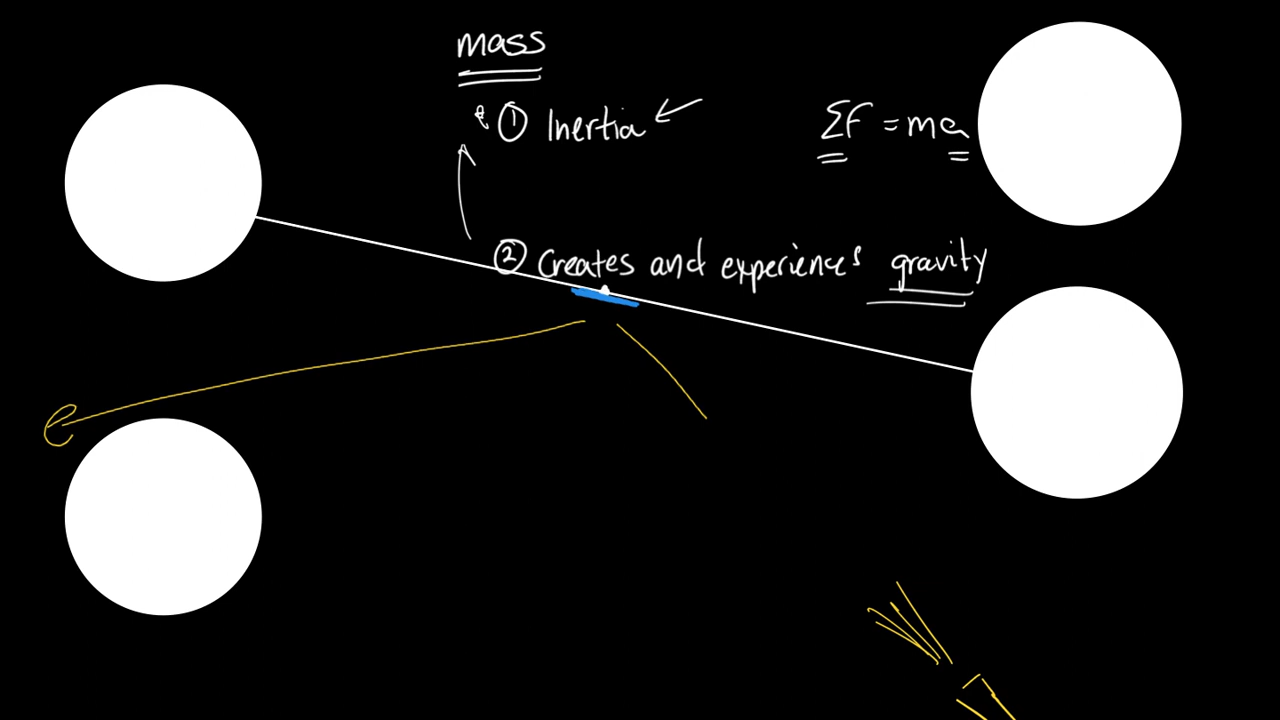 mass
① Inertia
ΣF = ma
② Creates and experiences gravity
e